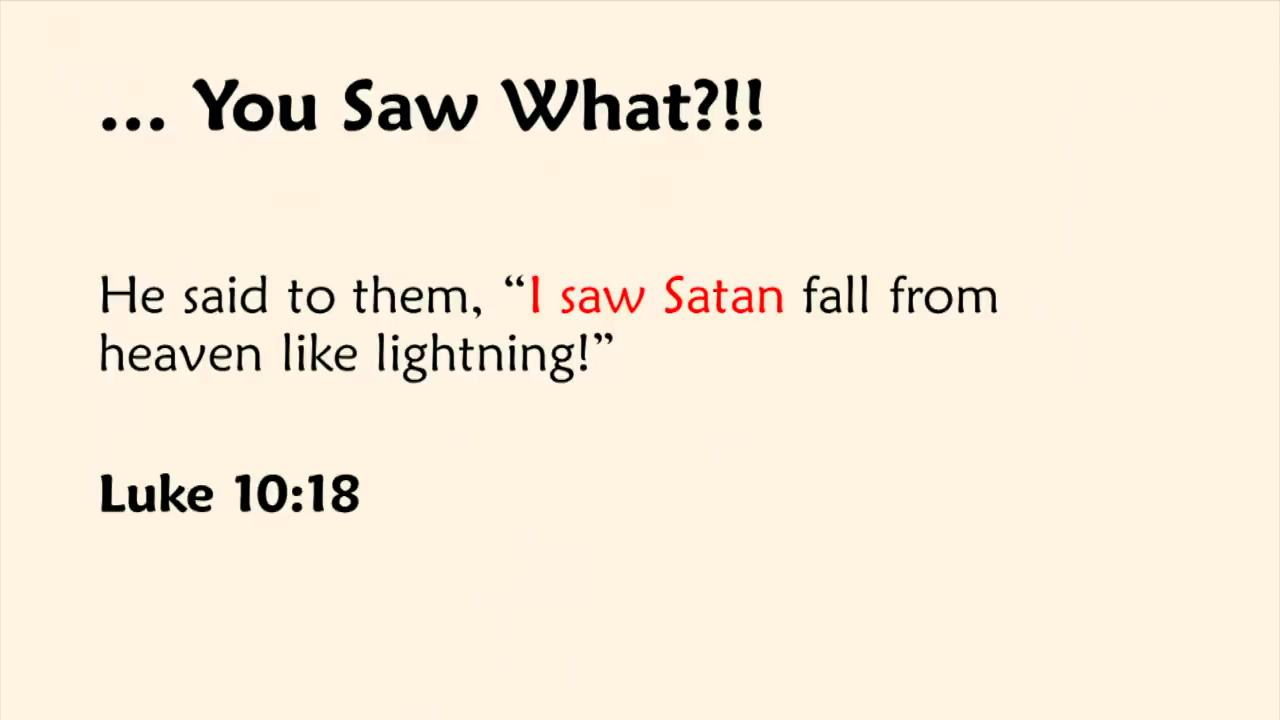 ... You Saw What?!!
He said to them, “I saw Satan fall from
heaven like lightning!”
Luke 10:18